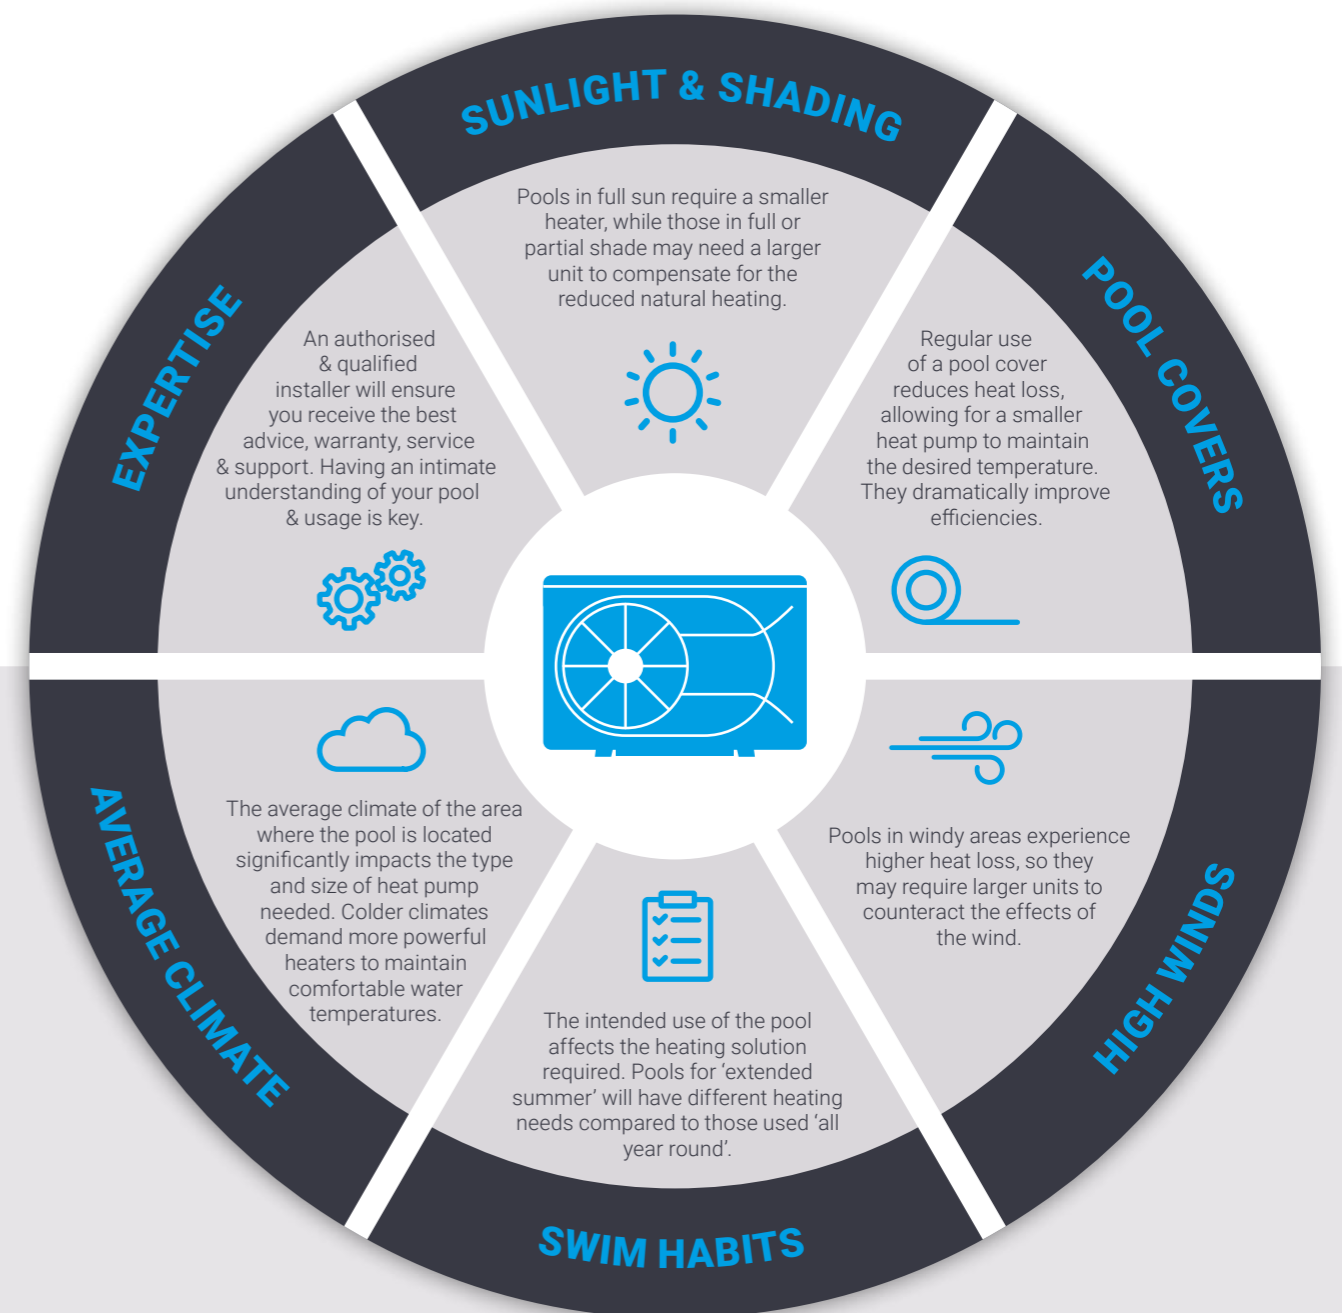 SUNLIGHT & SHADING
Pools in full sun require a smaller
heater, while those in full or
partial shade may need a larger
unit to compensate for the
reduced natural heating.
POOL COVERS
Regular use
of a pool cover
reduces heat loss,
allowing for a smaller
heat pump to maintain
the desired temperature.
They dramatically improve
efficiencies.
HIGH WINDS
Pools in windy areas experience
higher heat loss, so they
may require larger units to
counteract the effects of
the wind.
SWIM HABITS
The intended use of the pool
affects the heating solution
required. Pools for ‘extended
summer’ will have different heating
needs compared to those used ‘all
year round’.
AVERAGE CLIMATE
The average climate of the area
where the pool is located
significantly impacts the type
and size of heat pump
needed. Colder climates
demand more powerful
heaters to maintain
comfortable water
temperatures.
EXPERTISE
An authorised
& qualified
installer will ensure
you receive the best
advice, warranty, service
& support. Having an intimate
understanding of your pool
& usage is key.